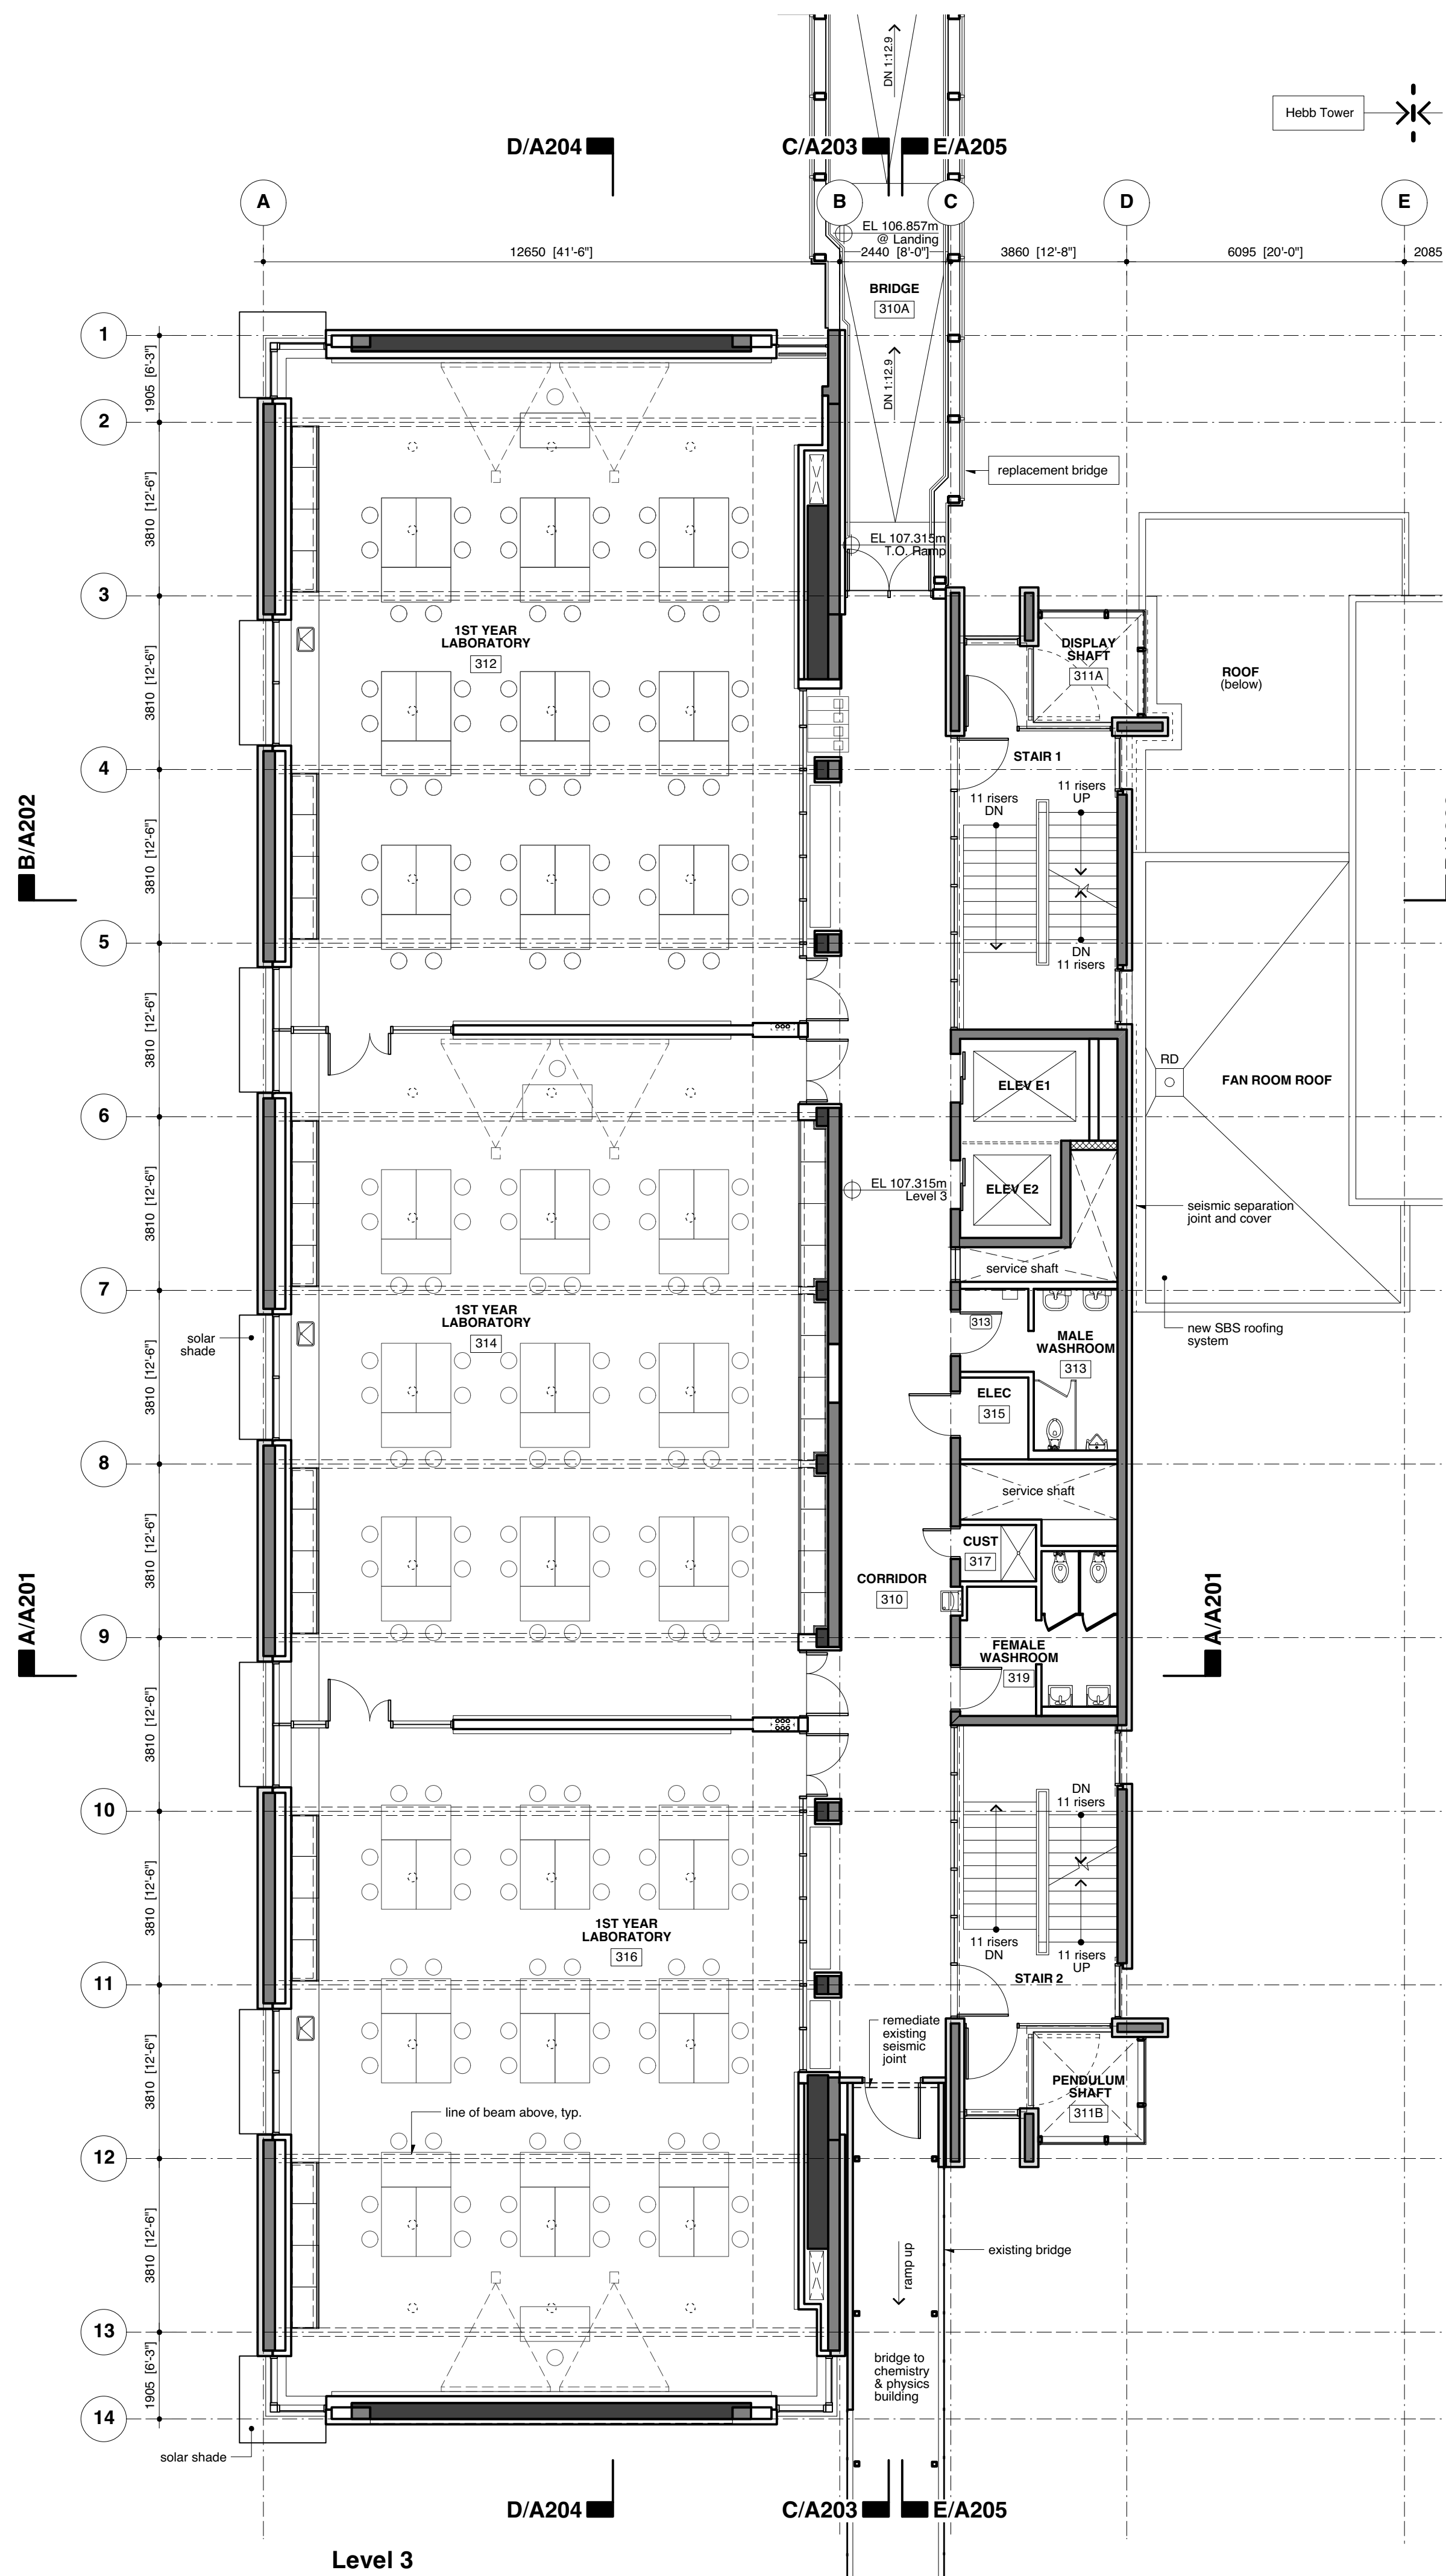 DN 1:12.9
Hebb Tower
D/A204
C/A203
E/A205
A
B
C
D
E
EL 106.857m
@ Landing
12650 [41'-6"]
2440 [8'-0"]
3860 [12'-8"]
6095 [20'-0"]
2085
BRIDGE
310A
1
1905 [6'-3"]
DN 1:12.9
2
3810 [12'-6"]
replacement bridge
EL 107.315m
T.O. Ramp
3
1ST YEAR
LABORATORY
312
DISPLAY
SHAFT
311A
ROOF
(below)
3810 [12'-6"]
STAIR 1
4
11 risers
DN
11 risers
UP
B/A202
3810 [12'-6"]
5
DN
11 risers
3810 [12'-6"]
RD
ELEV E1
FAN ROOM ROOF
6
3810 [12'-6"]
EL 107.315m
Level 3
ELEV E2
seismic separation
joint and cover
service shaft
7
1ST YEAR
LABORATORY
314
313
solar
shade
MALE
WASHROOM
313
new SBS roofing
system
3810 [12'-6"]
ELEC
315
8
service shaft
3810 [12'-6"]
CUST
317
CORRIDOR
310
A/A201
A/A201
9
FEMALE
WASHROOM
319
3810 [12'-6"]
10
DN
11 risers
3810 [12'-6"]
1ST YEAR
LABORATORY
316
11 risers
DN
11 risers
UP
11
STAIR 2
remediate
existing
seismic
joint
3810 [12'-6"]
PENDULUM
SHAFT
311B
line of beam above, typ.
12
3810 [12'-6"]
ramp up
existing bridge
13
1905 [6'-3"]
bridge to
chemistry
& physics
building
14
solar shade
D/A204
C/A203
E/A205
Level 3